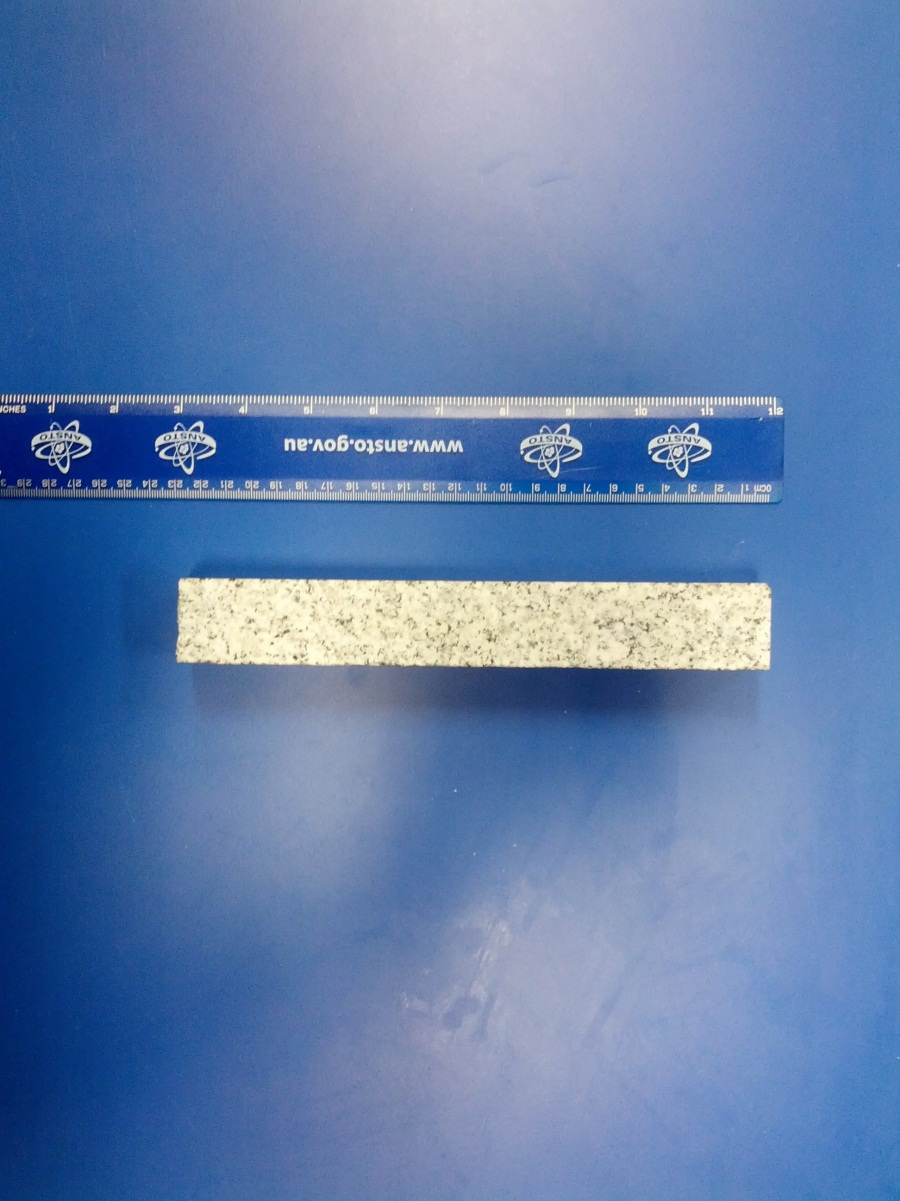 INCHES 1 2 3 4 5 6 7 8 9 10 11 12
ANSTO ANSTO www.ansto.gov.au ANSTO ANSTO
0cm 1 2 3 4 5 6 7 8 9 10 11 12 13 14 15 16 17 18 19 20 21 22 23 24 25 26 27 28 29